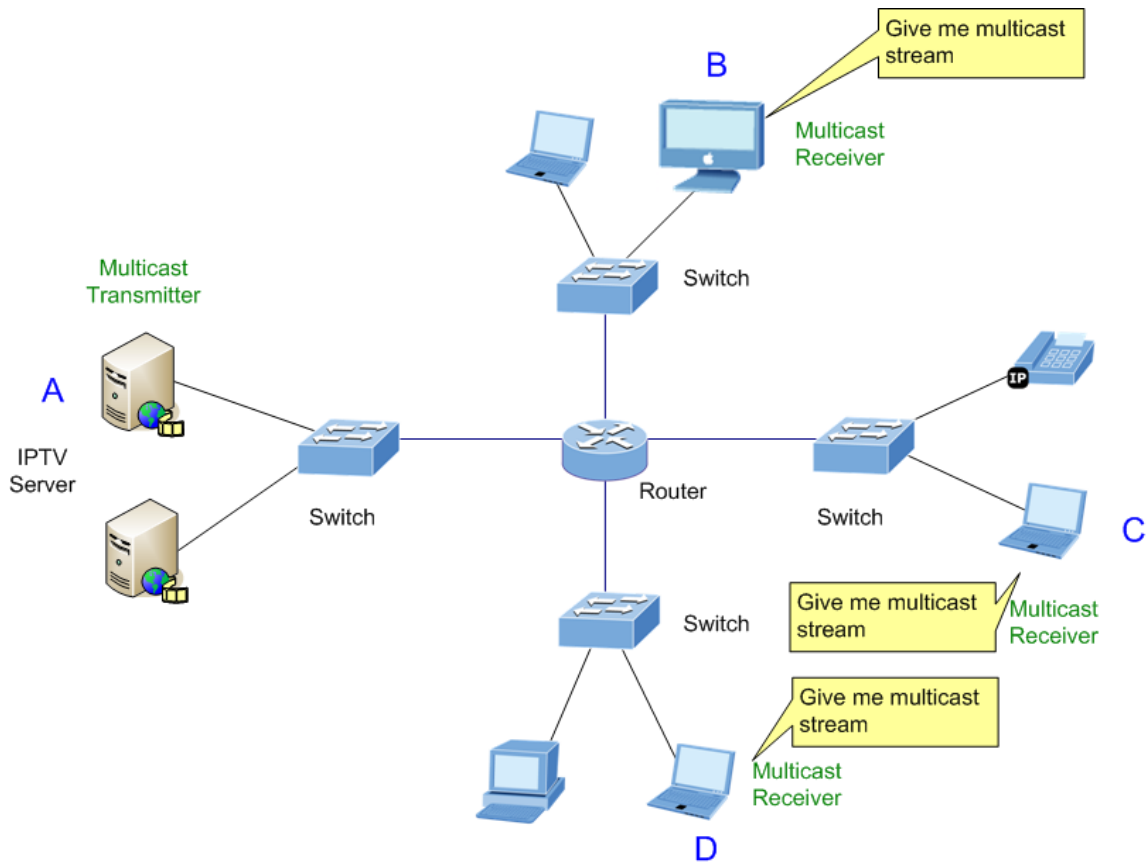 Give me multicast
stream
B
Multicast
Receiver
Switch
Multicast
Transmitter
A
IPTV
Server
Switch
Router
IP
Switch
C
Give me multicast
stream
Multicast
Receiver
Switch
Give me multicast
stream
Multicast
Receiver
D